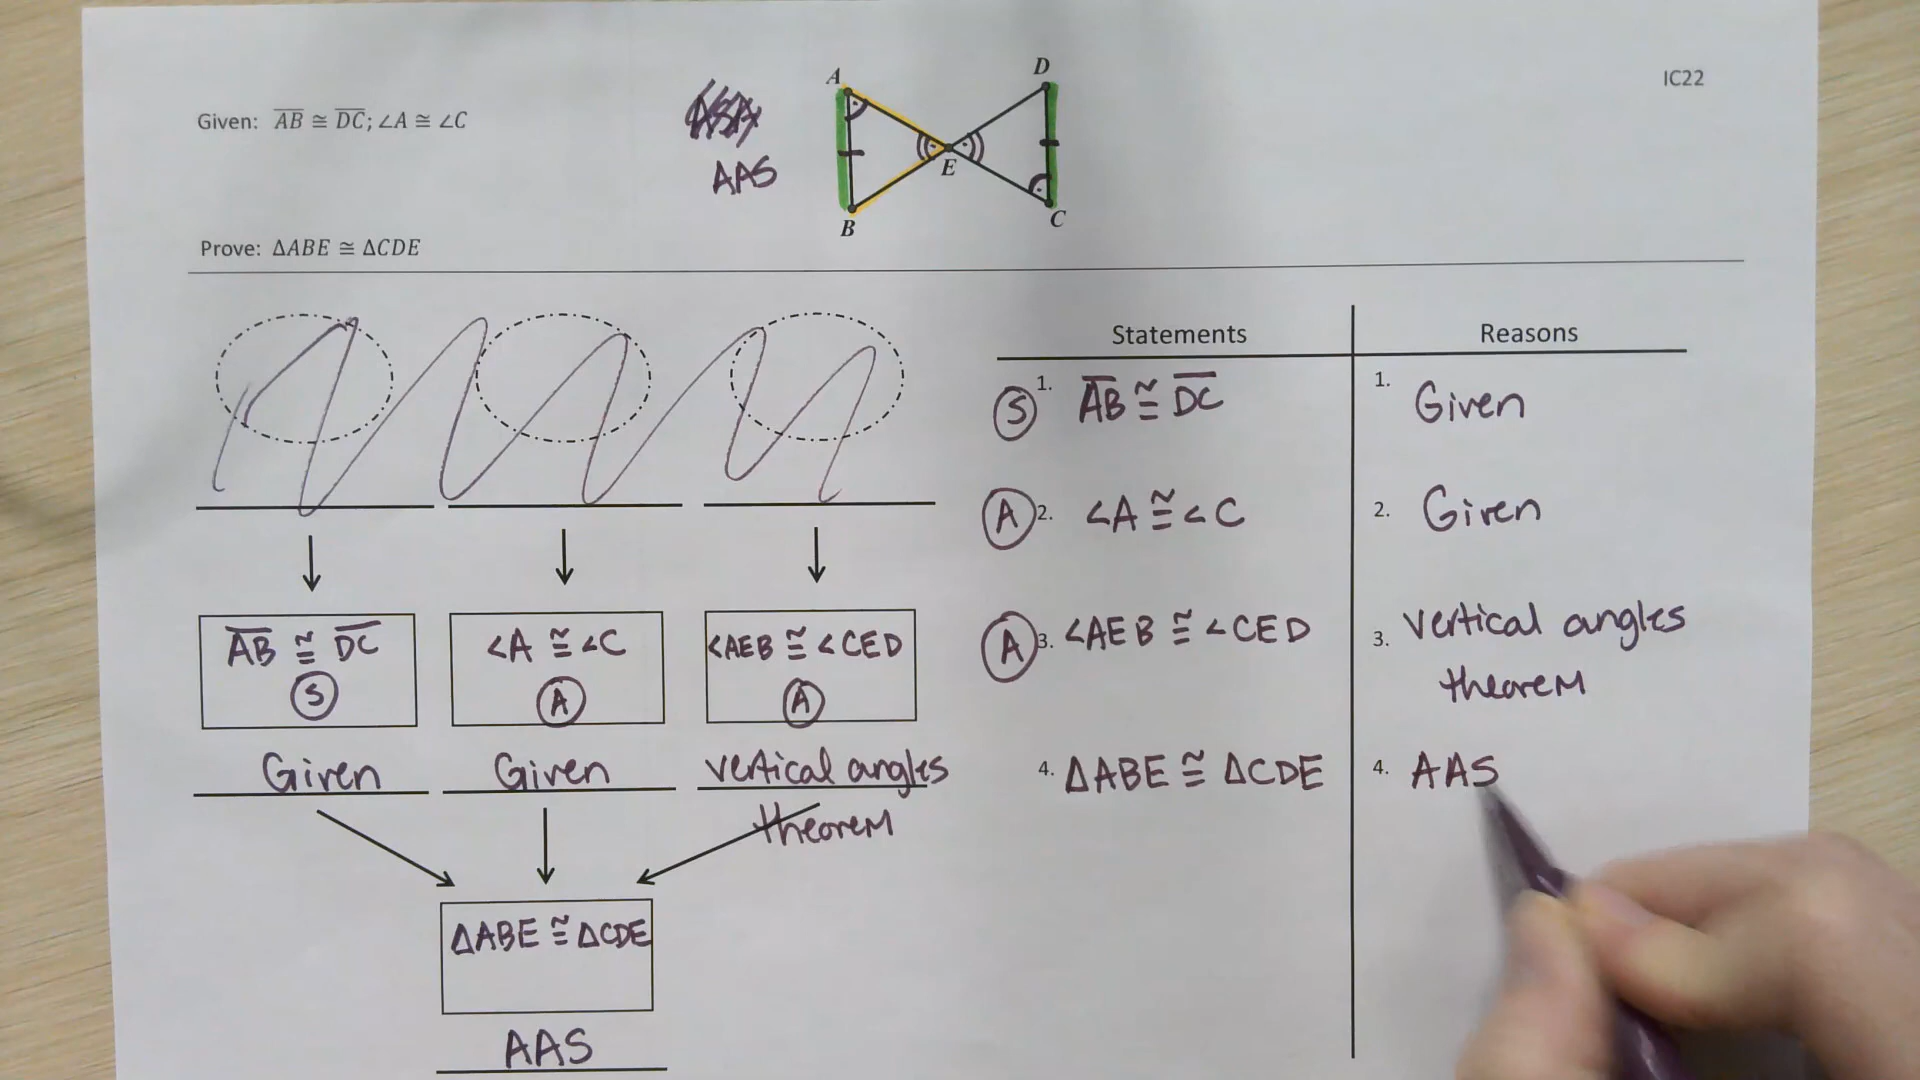 IC22
Given: AB ≅ DC; ∠A ≅ ∠C
AAS
A
D
E
B
C
Prove: ΔABE ≅ ΔCDE
AB ≅ DC
S
Given
∠A ≅ ∠C
A
Given
∠AEB ≅ ∠CED
A
vertical angles
theorem
ΔABE ≅ ΔCDE
AAS
Statements Reasons
S 1. AB ≅ DC 1. Given
A 2. ∠A ≅ ∠C 2. Given
A 3. ∠AEB ≅ ∠CED 3. vertical angles
theorem
4. ΔABE ≅ ΔCDE 4. AAS